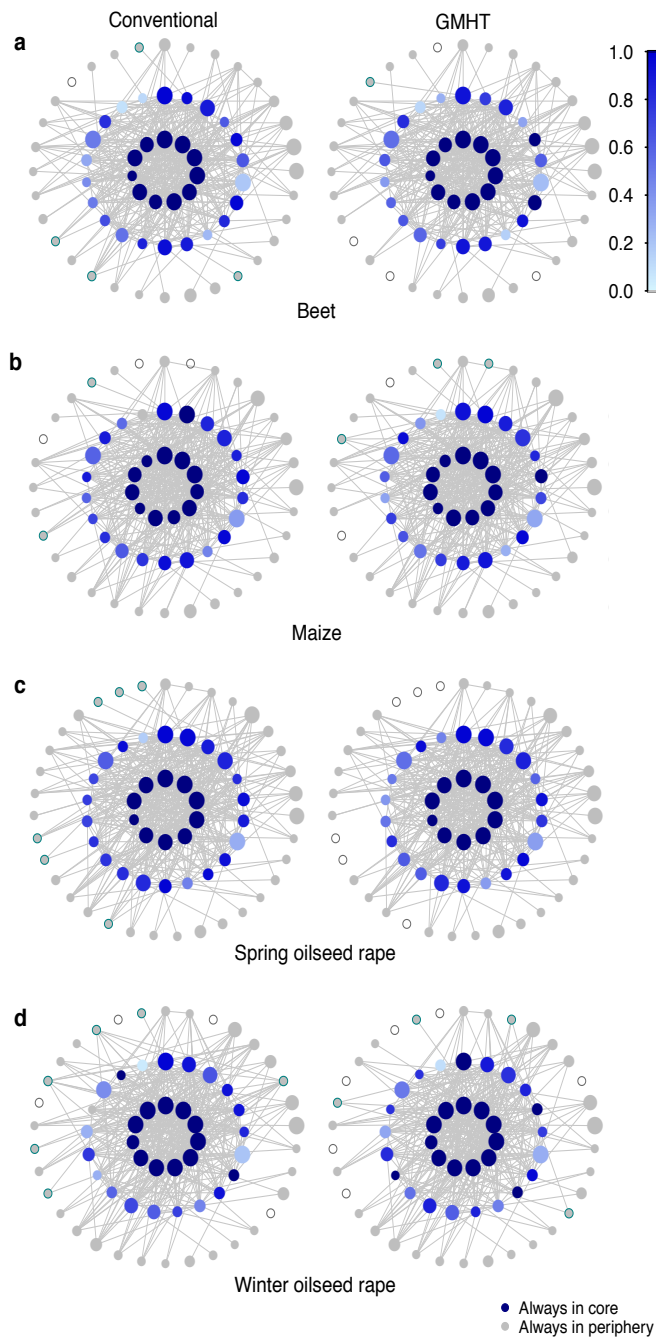 Conventional
GMHT
a
1.0
0.8
0.6
0.4
0.2
0.0
Beet
b
Maize
c
Spring oilseed rape
d
Winter oilseed rape
Always in core
Always in periphery